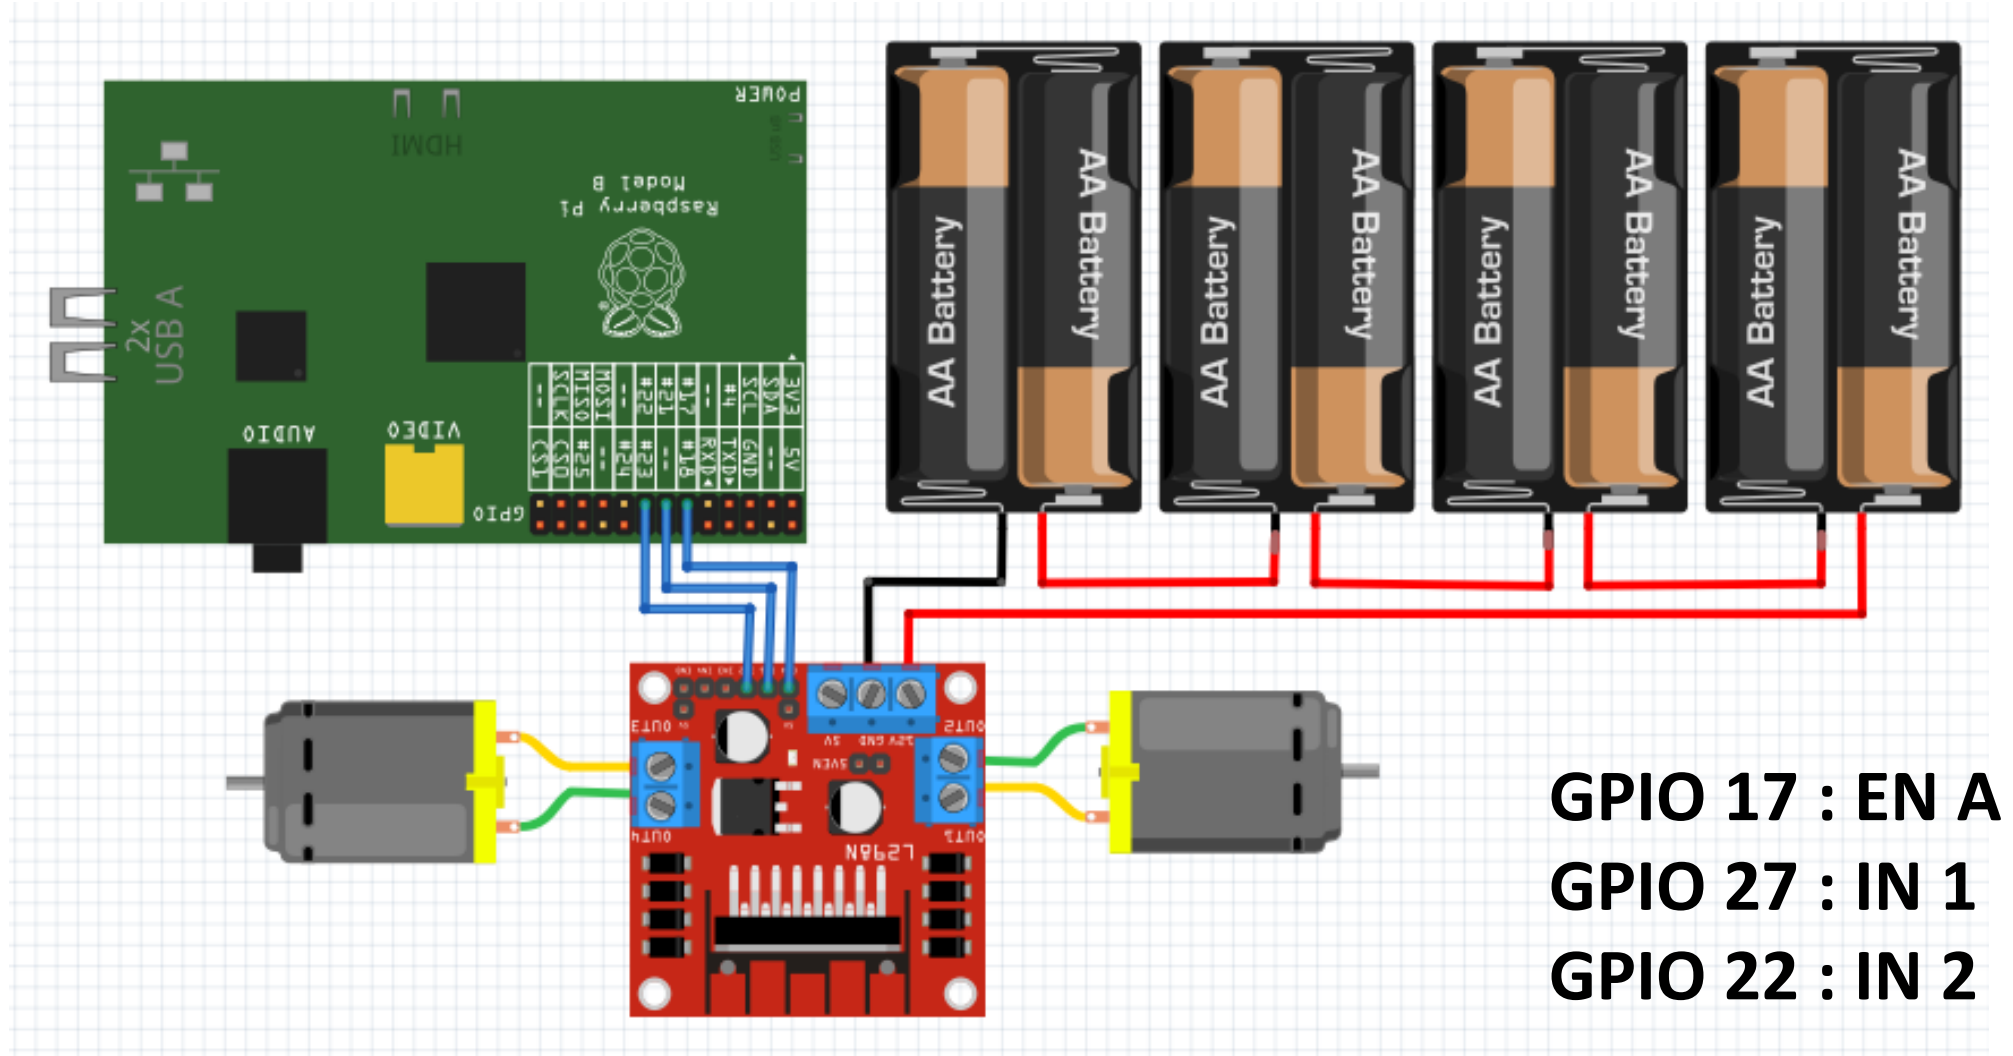 POWER
HDMI
Raspberry Pi
Model B
2x
USB A
AUDIO
VIDEO
GPIO
-- SCLK MISO MOSI -- #22 #21 #17 -- #4 SCL SDA 3V3
CS1 CS0 #25 -- #24 #23 -- #18 RXD TXD GND -- 5V
AA Battery
AA Battery
AA Battery
AA Battery
AA Battery
AA Battery
AA Battery
AA Battery
OUT3
OUT4
OUT2
OUT1
5V GND 12V
5VEN
L298N
GPIO 17 : EN A
GPIO 27 : IN 1
GPIO 22 : IN 2